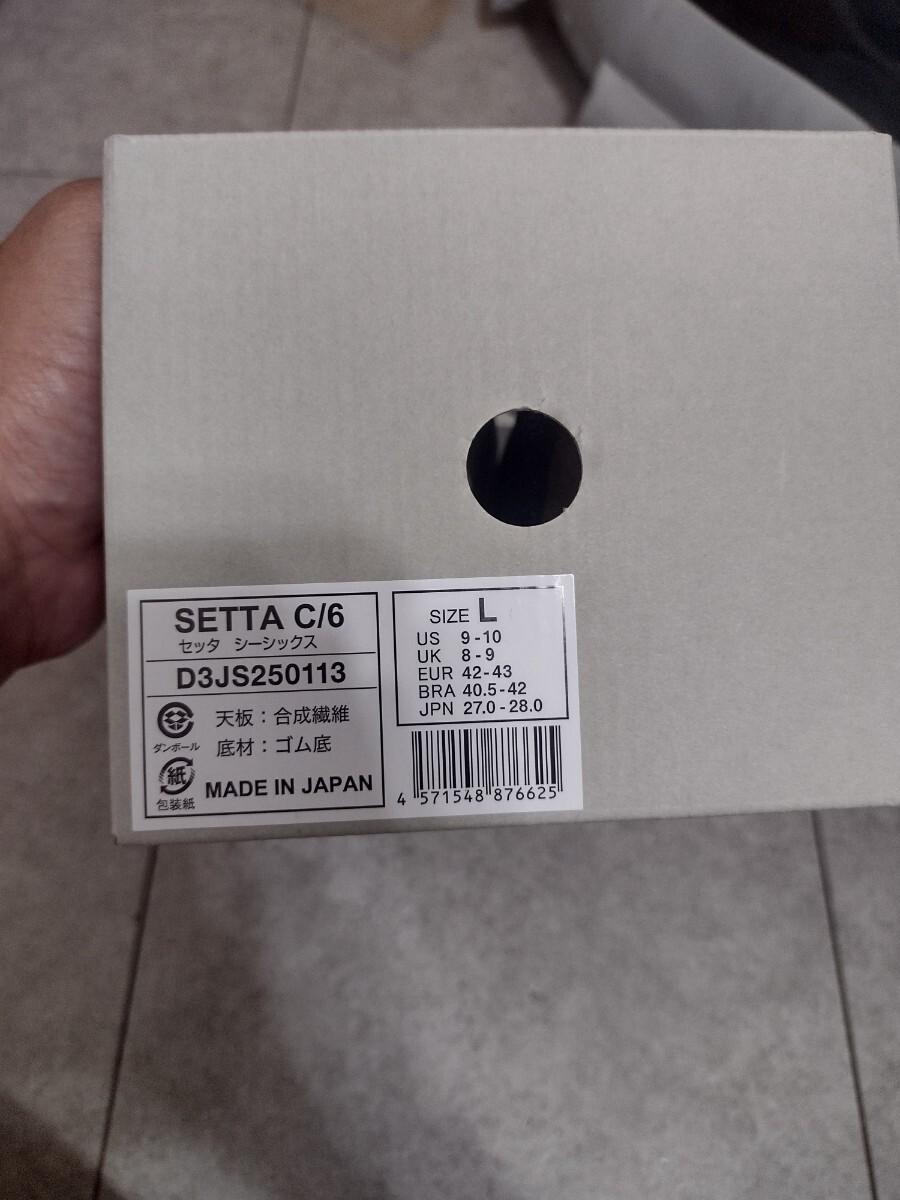 SETTA C/6
セッタ シーシックス
D3JS250113
天板：合成繊維
ダンボール
底材：ゴム底
紙
包装紙
MADE IN JAPAN
SIZE L
US 9-10
UK 8-9
EUR 42-43
BRA 40.5-42
JPN 27.0-28.0
4 571548 876625